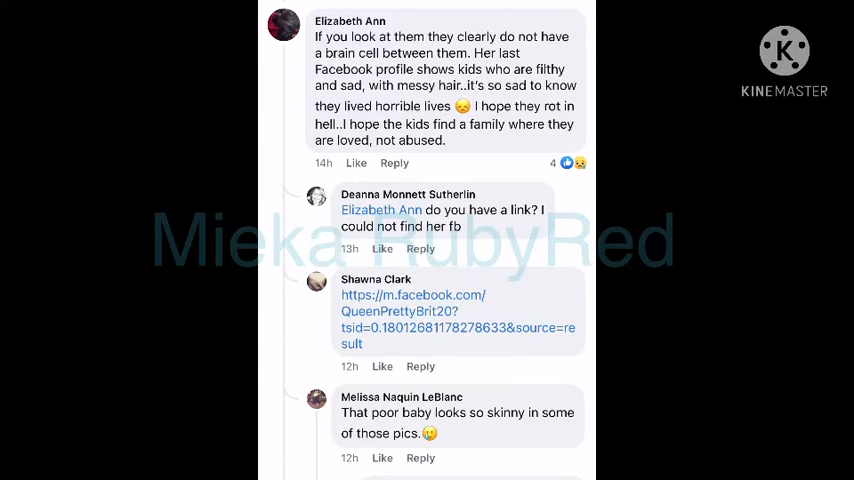 Elizabeth Ann
If you look at them they clearly do not have
a brain cell between them. Her last
Facebook profile shows kids who are filthy
and sad, with messy hair..it's so sad to know
they lived horrible lives 😞 I hope they rot in
hell..I hope the kids find a family where they
are loved, not abused.
14h Like Reply 4
Deanna Monnett Sutherlin
Elizabeth Ann do you have a link? I
could not find her fb
13h Like Reply
Shawna Clark
https://m.facebook.com/
QueenPrettyBrit20?
tsid=0.18012681178278633&source=re
sult
12h Like Reply
Melissa Naquin LeBlanc
That poor baby looks so skinny in some
of those pics.🥲
12h Like Reply
Mieka RubyRed
KINEMASTER